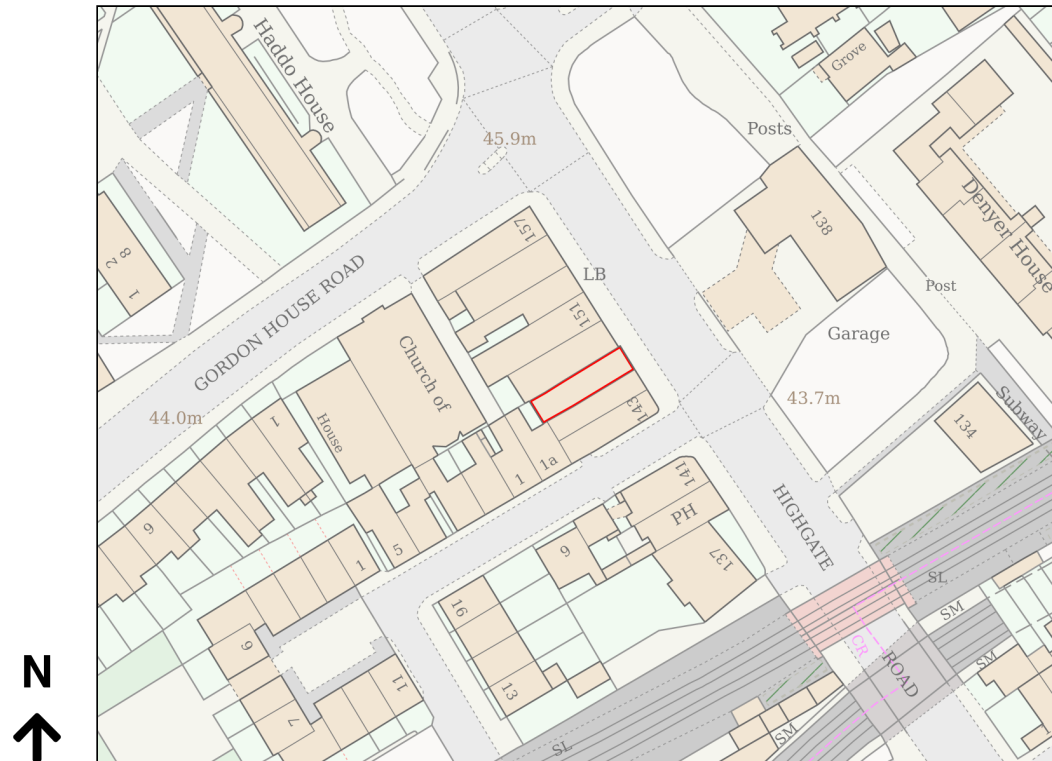 Haddo House
Grove
45.9m
Posts
138
Denyer House
157
8
2
1
LB
Post
GORDON HOUSE ROAD
151
Garage
Church of
143
43.7m
44.0m
1
House
Subway
134
1a
1
141
PH
HIGHGATE
137
9
5
9
1
SL
16
SM
CR
9
SM
ROAD
11
13
7
SM
SL
N